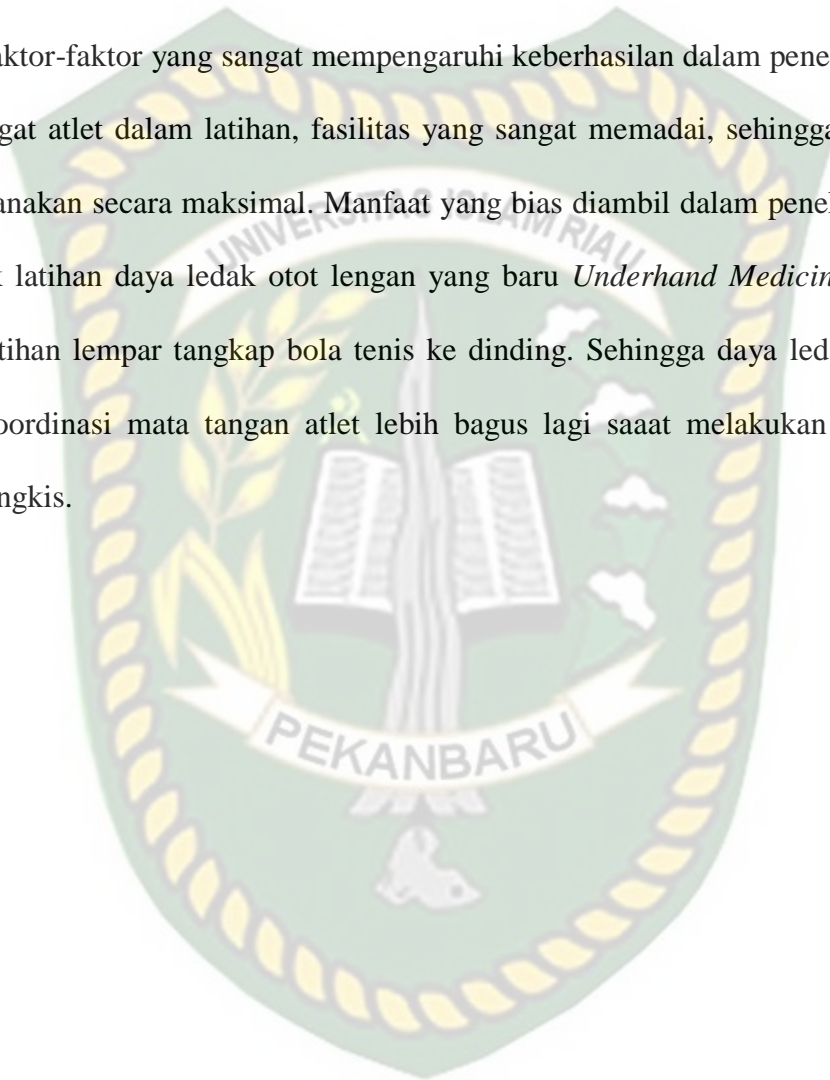 aktor-faktor yang sangat mempengaruhi keberhasilan dalam pene
gat atlet dalam latihan, fasilitas yang sangat memadai, sehingga
anakan secara maksimal. Manfaat yang bias diambil dalam penel
UNIVERSITAS ISLAM RIAU
latihan daya ledak otot lengan yang baru Underhand Medicin
tihan lempar tangkap bola tenis ke dinding. Sehingga daya led
oordinasi mata tangan atlet lebih bagus lagi saaat melakukan
ngkis.
PEKANBARU